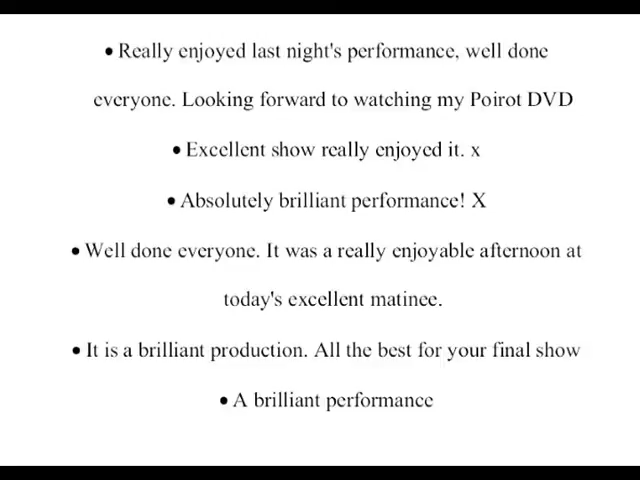 • Really enjoyed last night's performance, well done
everyone. Looking forward to watching my Poirot DVD
• Excellent show really enjoyed it. x
• Absolutely brilliant performance! X
• Well done everyone. It was a really enjoyable afternoon at
today's excellent matinee.
• It is a brilliant production. All the best for your final show
• A brilliant performance